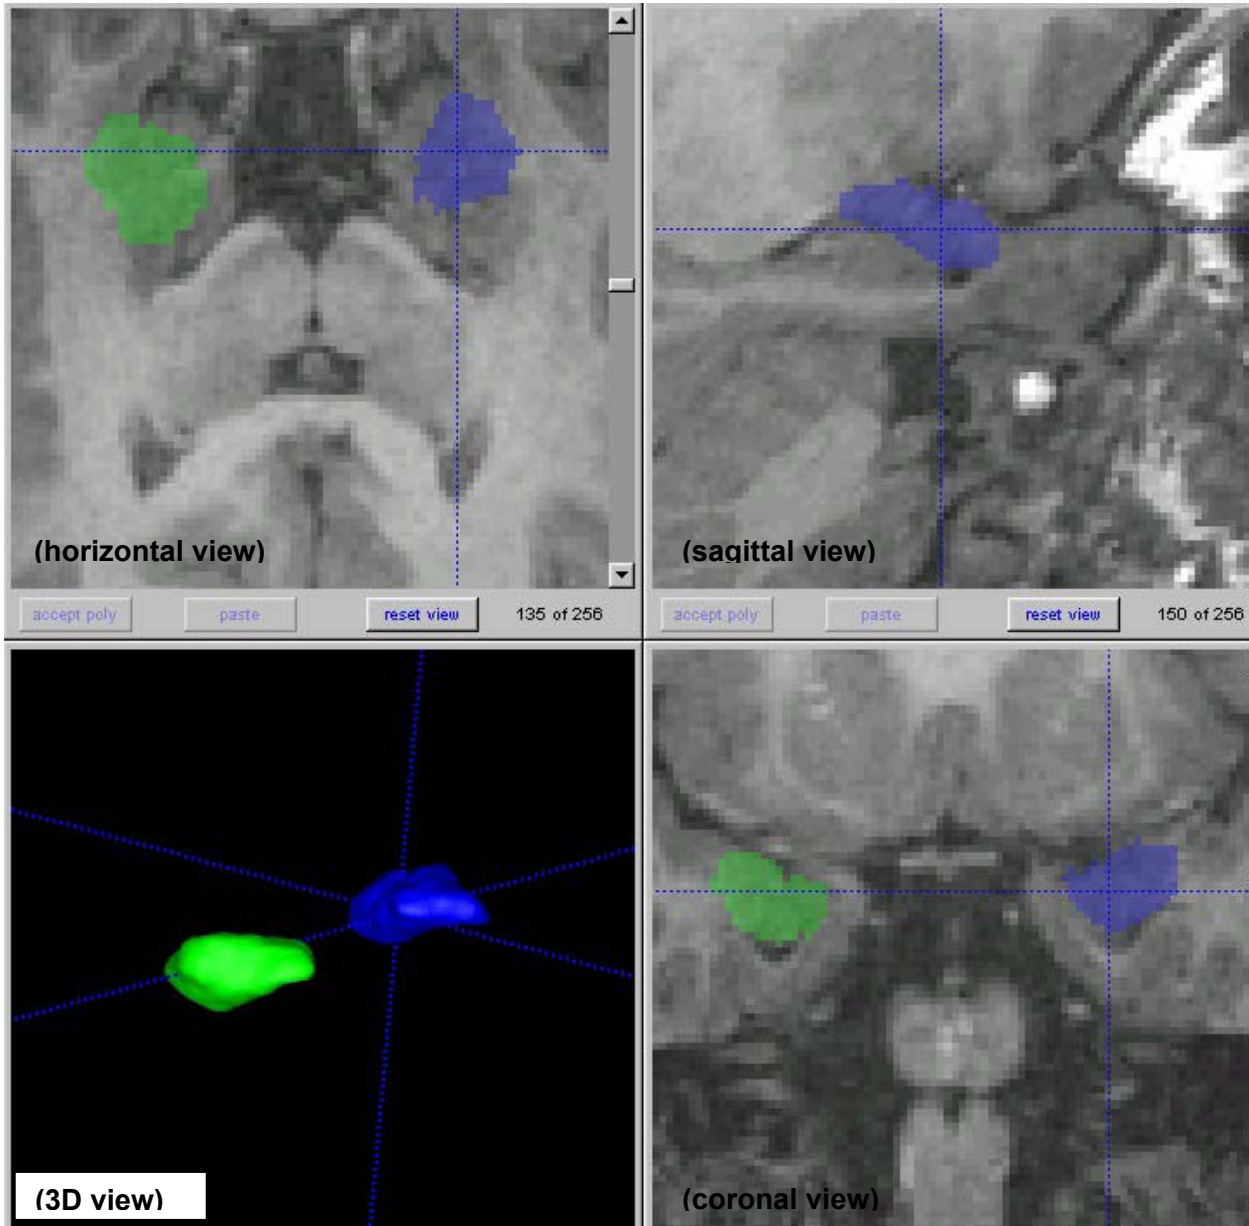 (horizontal view)
(sagittal view)
accept poly paste reset view 135 of 256
accept poly paste reset view 150 of 256
(3D view)
(coronal view)